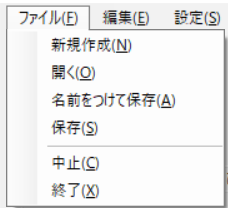 ファイル(F) 編集(E) 設定(S)
新規作成(N)
開く(O)
名前をつけて保存(A)
保存(S)
中止(C)
終了(X)